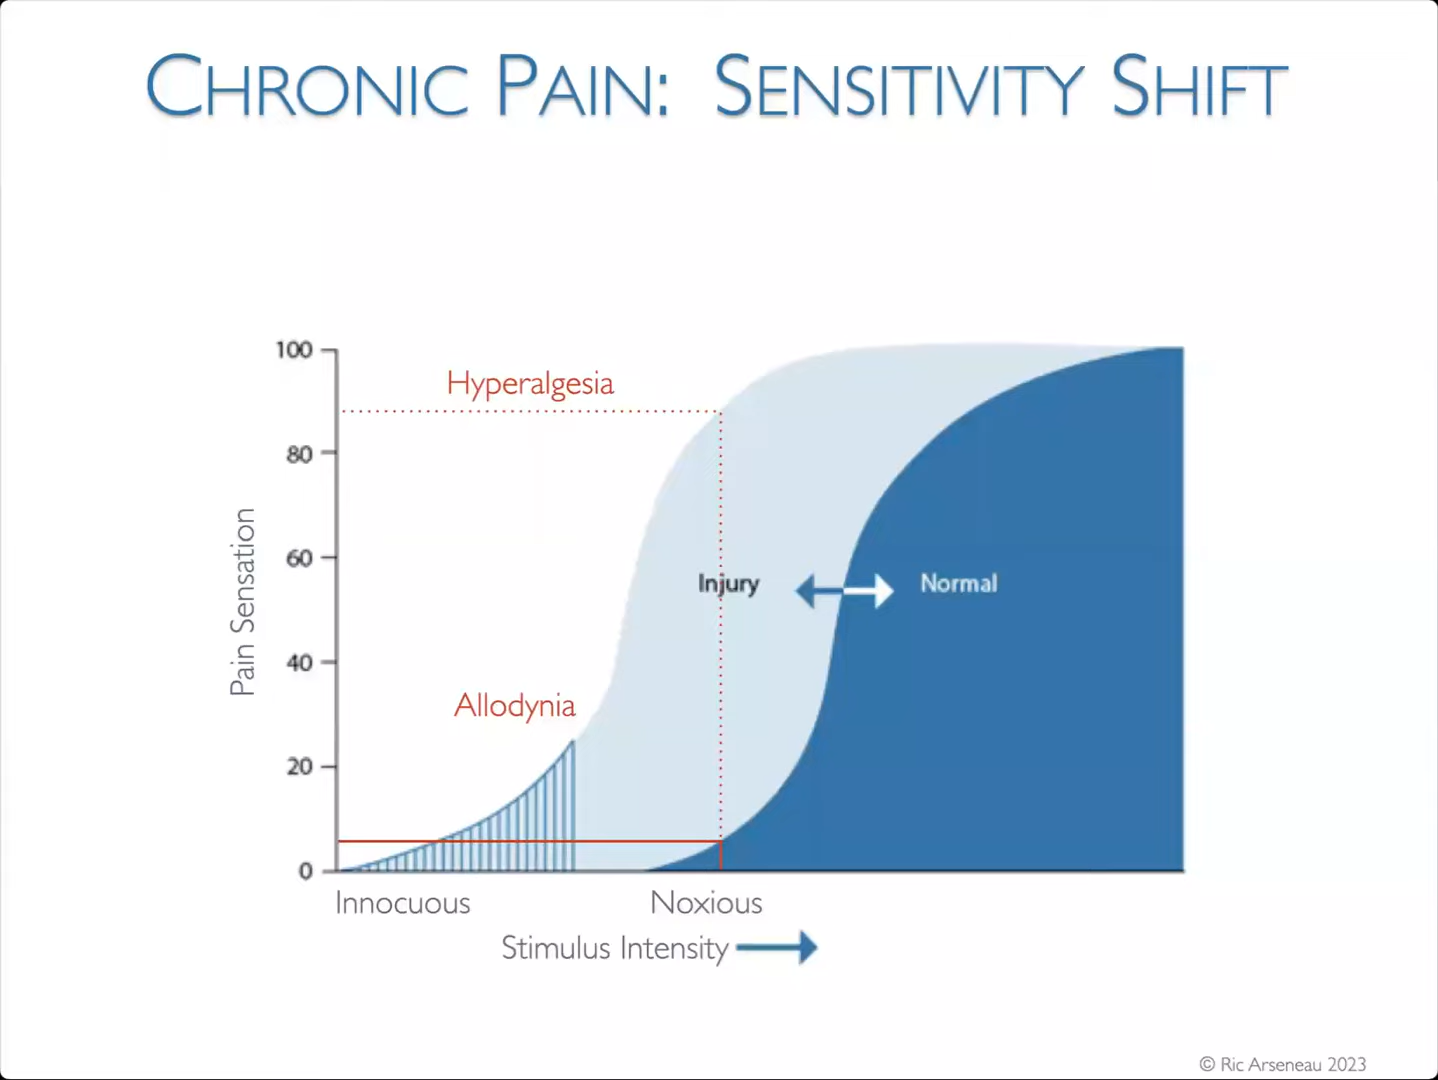 CHRONIC PAIN: SENSITIVITY SHIFT
100
Hyperalgesia
80
60
Injury
Normal
Pain Sensation
40
Allodynia
20
0
Innocuous
Noxious
Stimulus Intensity
© Ric Arseneau 2023